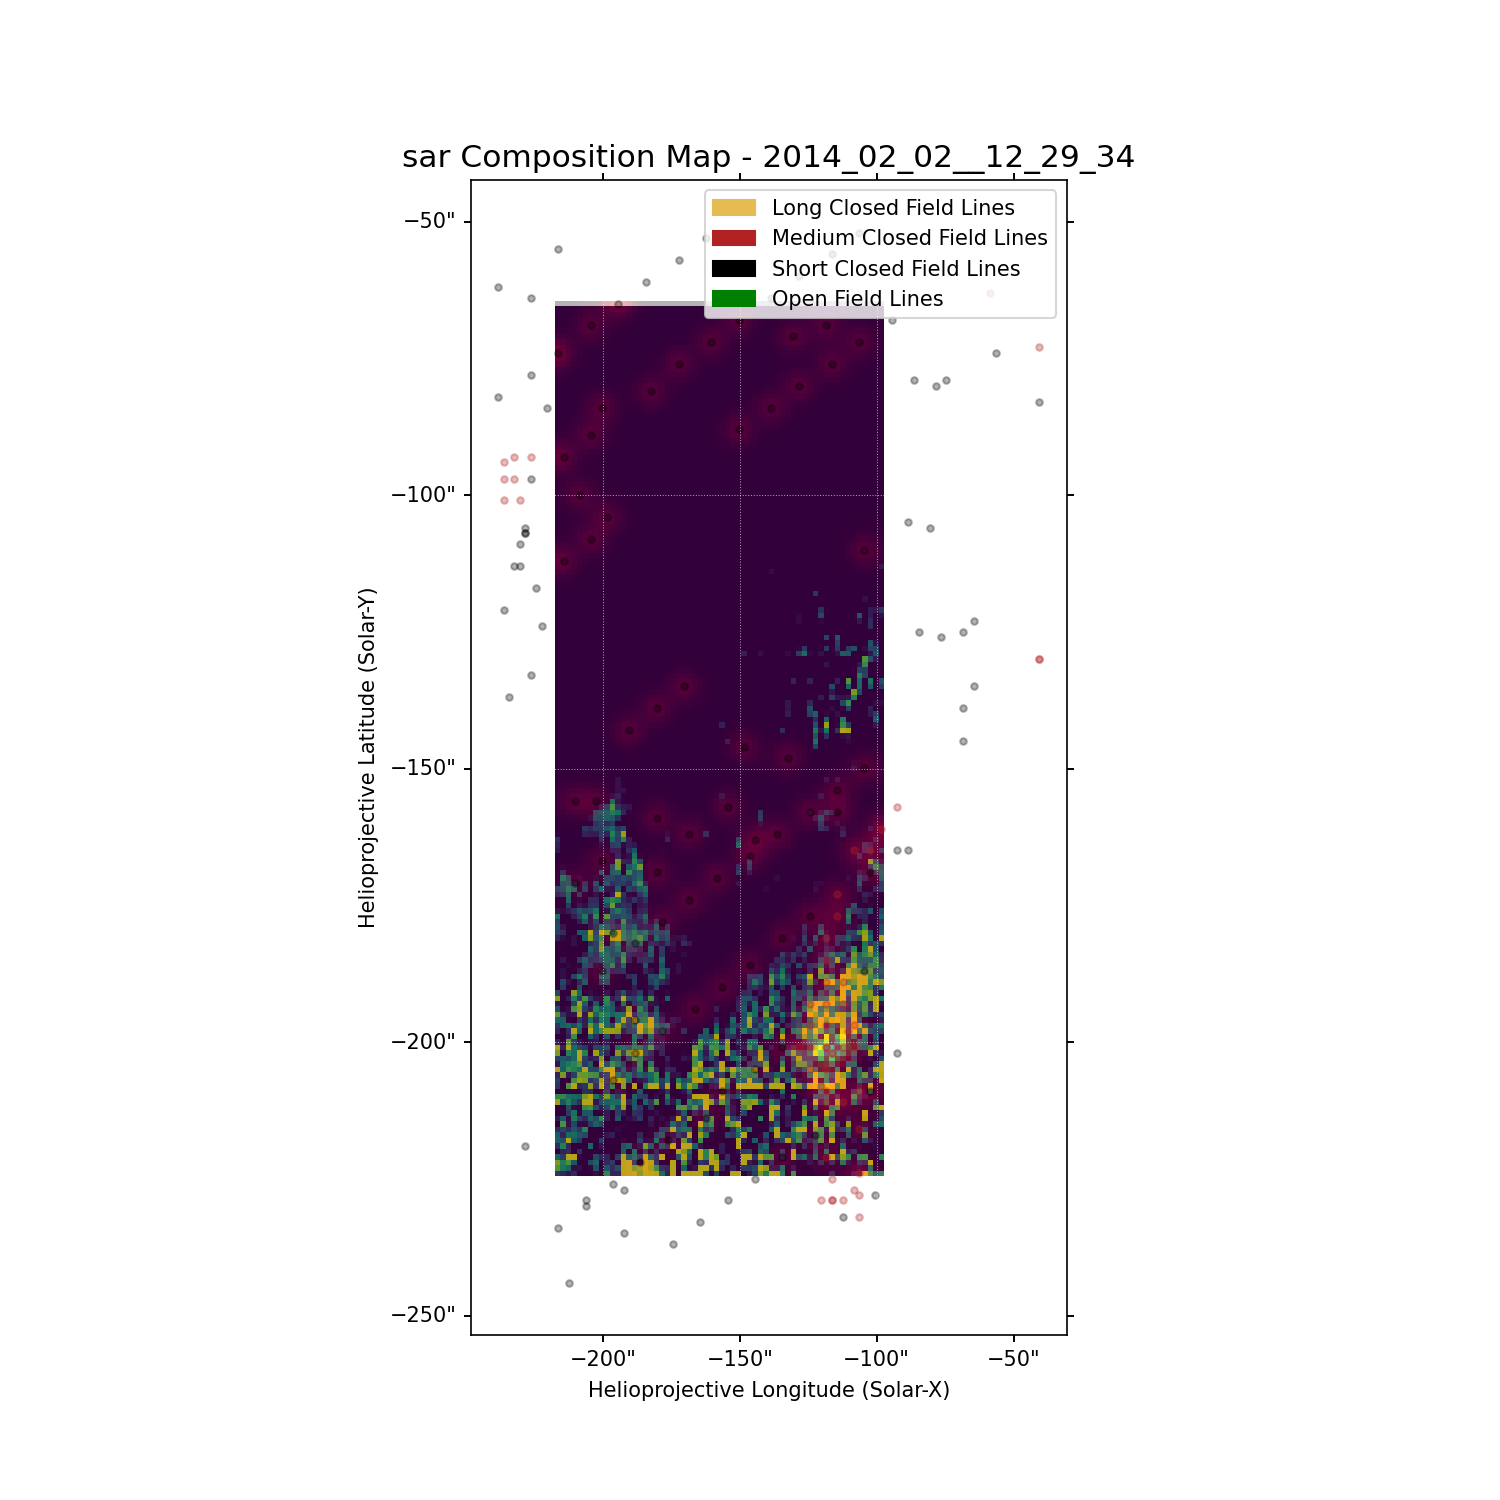 sar Composition Map - 2014_02_02__12_29_34
Long Closed Field Lines
Medium Closed Field Lines
Short Closed Field Lines
Open Field Lines
−50"
−100"
−150"
−200"
−250"
Helioprojective Latitude (Solar-Y)
−200" −150" −100" −50"
Helioprojective Longitude (Solar-X)